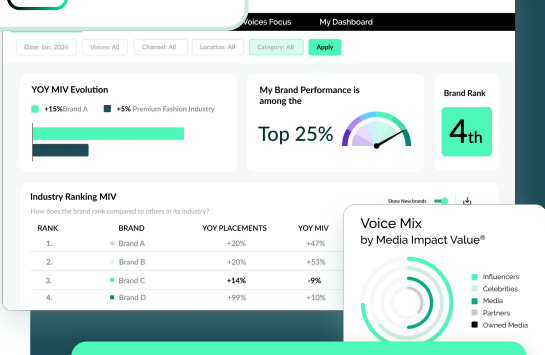 Voices Focus My Dashboard
Date: Jan, 2024 Voices: All Channel: All Location: All Category: All Apply
YOY MIV Evolution
+15%Brand A +5% Premium Fashion Industry
My Brand Performance is
among the
Top 25%
Brand Rank
4th
Industry Ranking MIV
Show New brands
How does the brand rank compared to others in its industry?
RANK BRAND YOY PLACEMENTS YOY MIV
1. Brand A +20% +47%
2. Brand B +20% +53%
3. Brand C +14% -9%
4. Brand D +99% +10%
Voice Mix
by Media Impact Value®
Influencers
Celebrities
Media
Partners
Owned Media